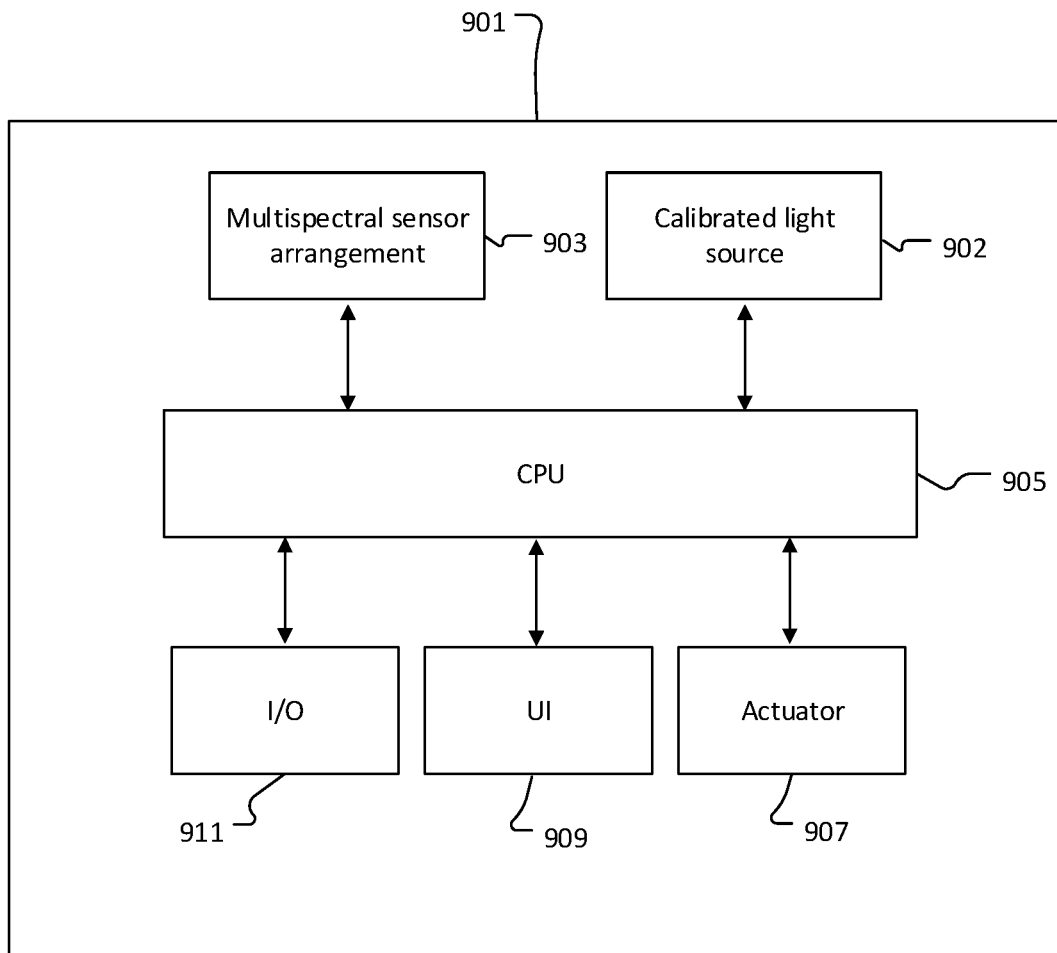 901
Multispectral sensor
arrangement
903
Calibrated light
source
902
CPU
905
I/O
UI
Actuator
911
909
907